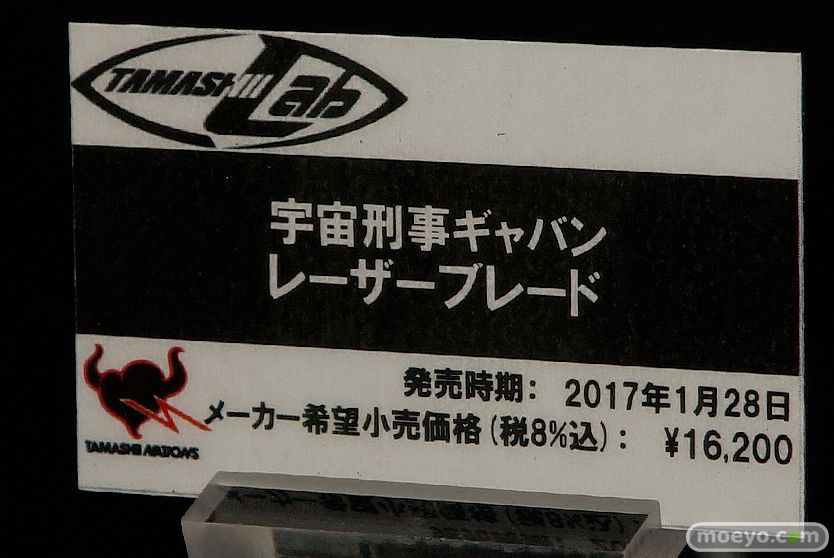 TAMASHII Lab
宇宙刑事ギャバン
レーザーブレード
発売時期： 2017年1月28日
メーカー希望小売価格（税8%込）： ¥16,200
TAMASHII NATIONS
moeyo.com